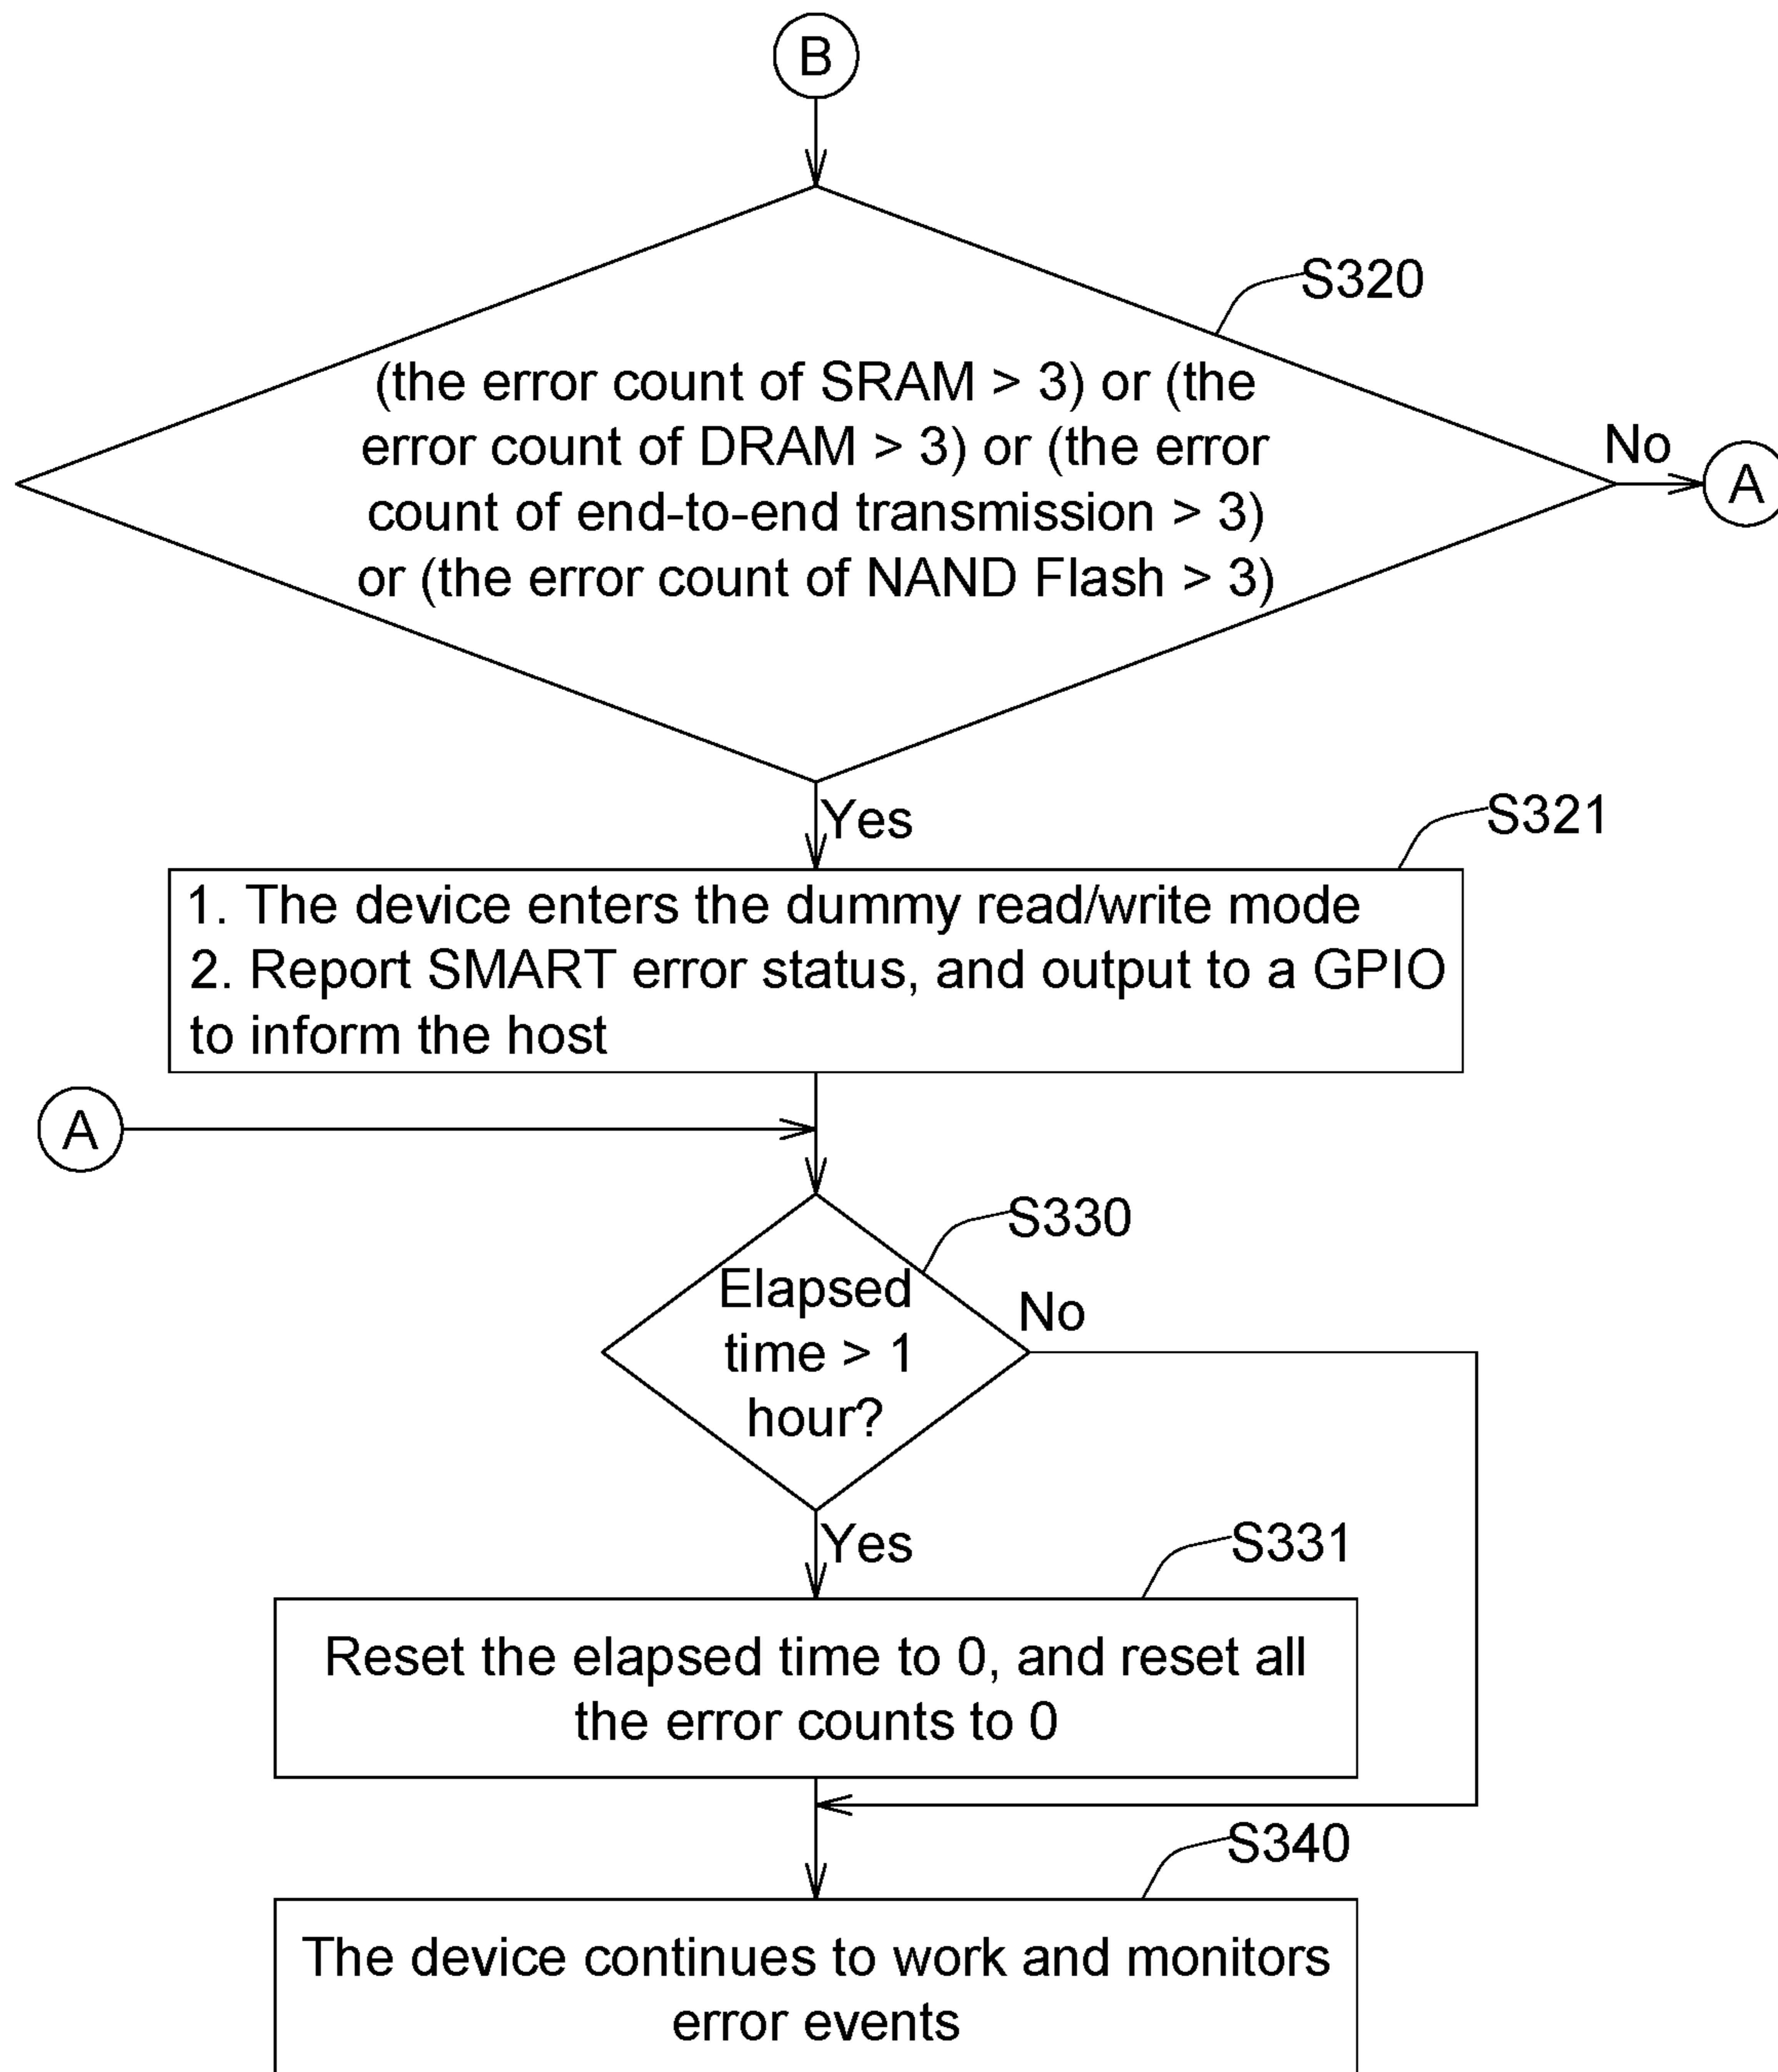 B
S320
(the error count of SRAM > 3) or (the
error count of DRAM > 3) or (the error
count of end-to-end transmission > 3)
or (the error count of NAND Flash > 3)
No
A
Yes
S321
1. The device enters the dummy read/write mode
2. Report SMART error status, and output to a GPIO
to inform the host
A
S330
Elapsed
time > 1
hour?
No
Yes
S331
Reset the elapsed time to 0, and reset all
the error counts to 0
S340
The device continues to work and monitors
error events